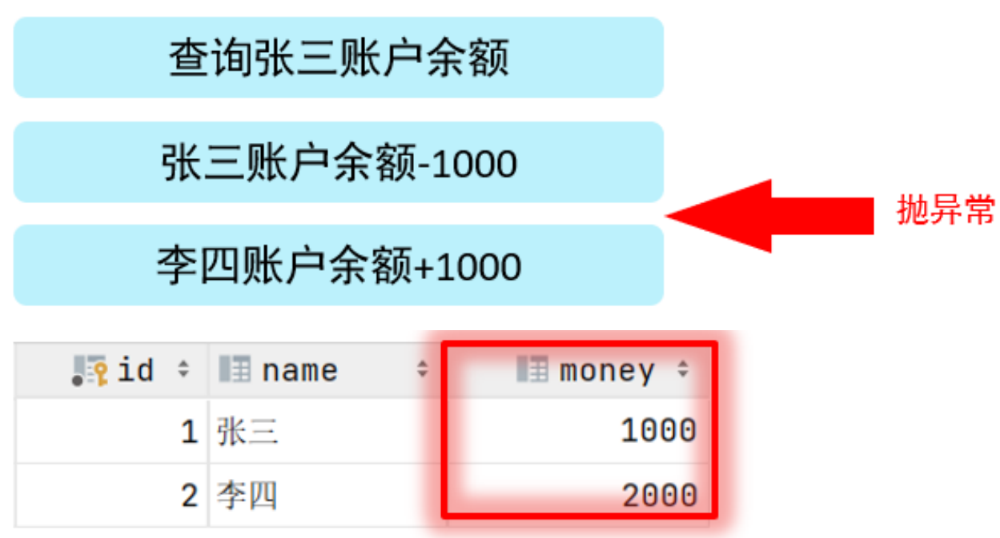 查询张三账户余额
张三账户余额-1000
抛异常
李四账户余额+1000
id name money
1 张三 1000
2 李四 2000